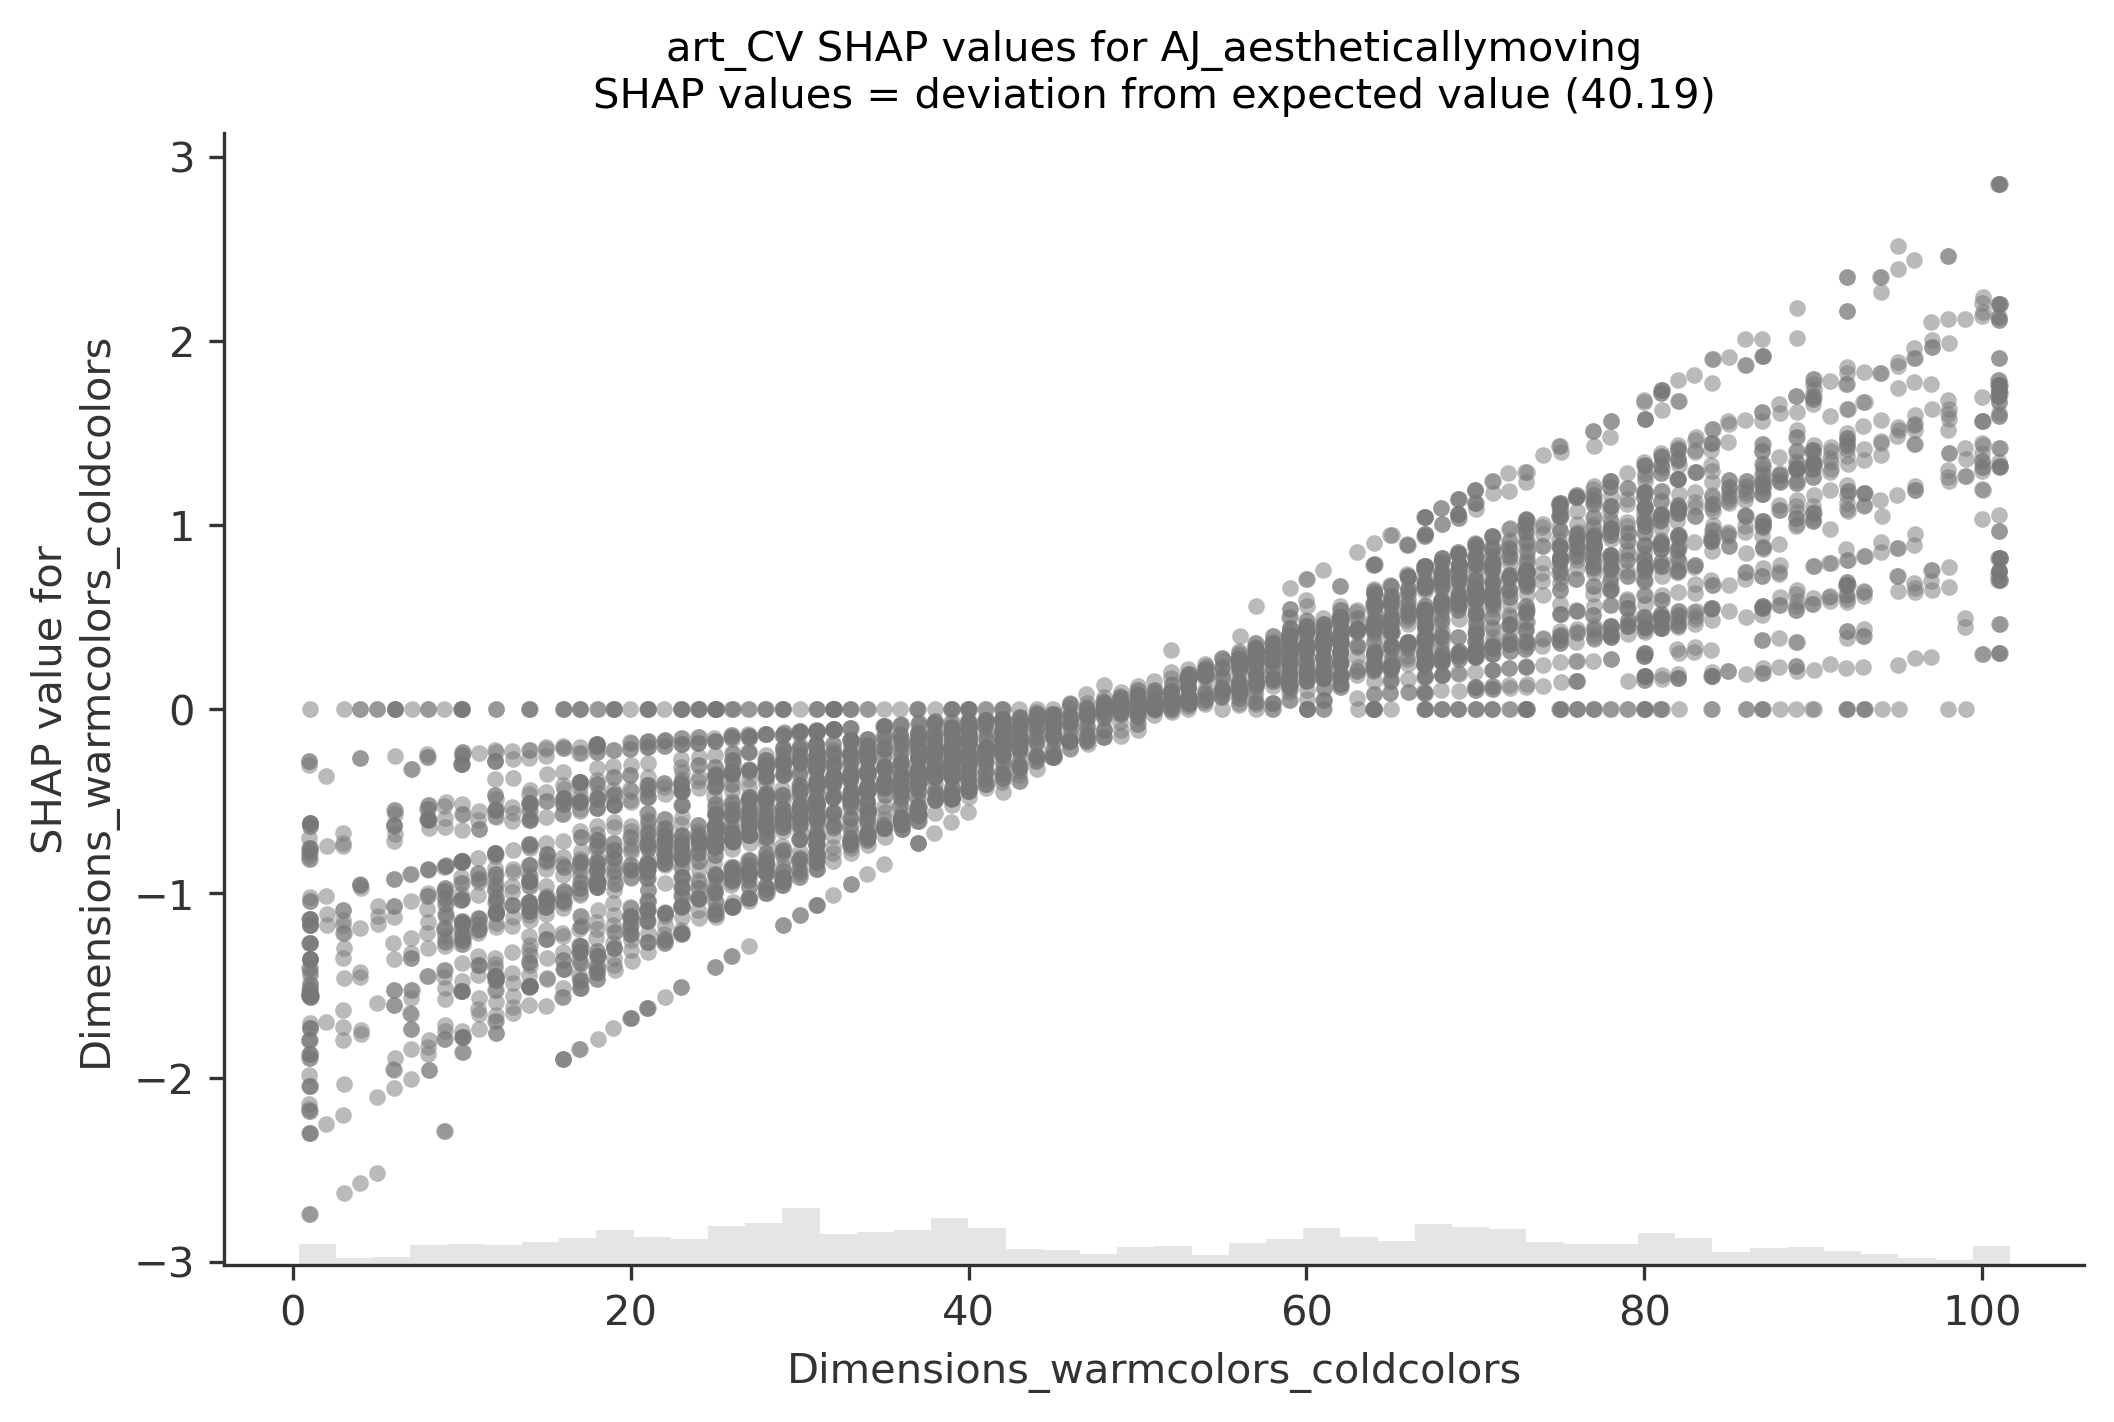 art_CV SHAP values for AJ_aestheticallymoving
SHAP values = deviation from expected value (40.19)
3
2
1
0
−1
−2
−3
SHAP value for
Dimensions_warmcolors_coldcolors
0
20
40
60
80
100
Dimensions_warmcolors_coldcolors